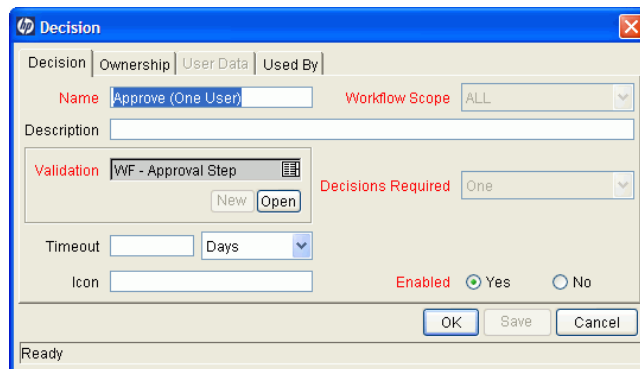 hp Decision
Decision Ownership User Data Used By
Name Approve (One User) Workflow Scope ALL
Description
Validation WF - Approval Step
Decisions Required One
New Open
Timeout Days
Icon Enabled Yes No
OK Save Cancel
Ready